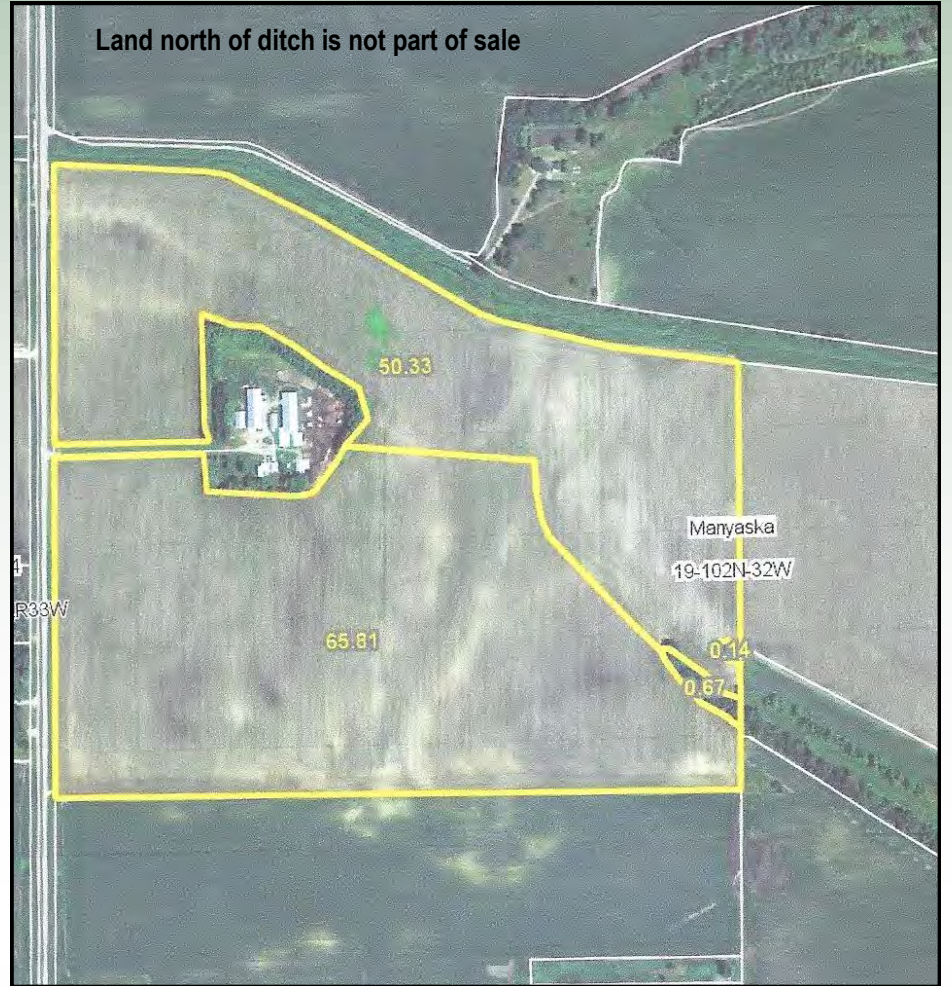 Land north of ditch is not part of sale
50.33
Manyaska
19-102N-32W
4
R33W
65.81
0.14
0.67